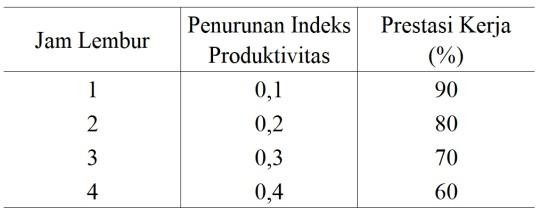 Jam Lembur Penurunan Indeks Produktivitas Prestasi Kerja (%)
1 0,1 90
2 0,2 80
3 0,3 70
4 0,4 60